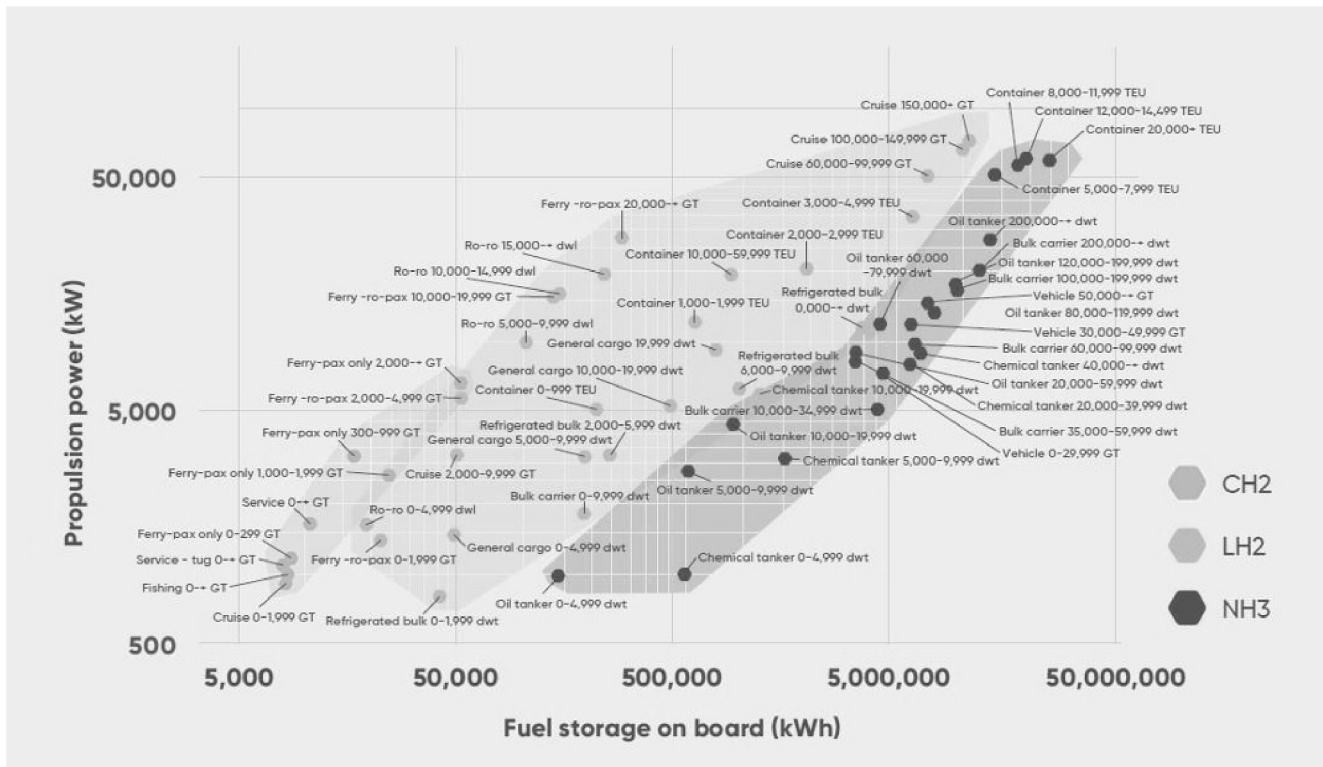 Container 8,000-11,999 TEU
Cruise 150,000+ GT
Container 12,000-14,499 TEU
Container 20,000+ TEU
Cruise 100,000-149,999 GT
Cruise 60,000-99,999 GT
50,000
Container 5,000-7,999 TEU
Ferry -ro-pax 20,000-+ GT
Container 3,000-4,999 TEU
Oil tanker 200,000-+ dwt
Container 2,000-2,999 TEU
Ro-ro 15,000-+ dwl
Bulk carrier 200,000-+ dwt
Container 10,000-59,999 TEU
Oil tanker 60,000
-79,999 dwt
Oil tanker 120,000-199,999 dwt
Ro-ro 10,000-14,999 dwl
Bulk carrier 100,000-199,999 dwt
Ferry -ro-pax 10,000-19,999 GT
Refrigerated bulk
0,000-+ dwt
Vehicle 50,000-+ GT
Container 1,000-1,999 TEU
Oil tanker 80,000-119,999 dwt
Ro-ro 5,000-9,999 dwl
Vehicle 30,000-49,999 GT
General cargo 19,999 dwt
Bulk carrier 60,000-99,999 dwt
Ferry-pax only 2,000-+ GT
Refrigerated bulk
6,000-9,999 dwt
Chemical tanker 40,000-+ dwt
General cargo 10,000-19,999 dwt
Oil tanker 20,000-59,999 dwt
Container 0-999 TEU
Chemical tanker 10,000-19,999 dwt
Ferry -ro-pax 2,000-4,999 GT
Chemical tanker 20,000-39,999 dwt
5,000
Bulk carrier 10,000-34,999 dwt
Refrigerated bulk 2,000-5,999 dwt
Ferry-pax only 300-999 GT
Bulk carrier 35,000-59,999 dwt
General cargo 5,000-9,999 dwt
Oil tanker 10,000-19,999 dwt
Vehicle 0-29,999 GT
Chemical tanker 5,000-9,999 dwt
Ferry-pax only 1,000-1,999 GT
Cruise 2,000-9,999 GT
Oil tanker 5,000-9,999 dwt
Bulk carrier 0-9,999 dwt
Service 0-+ GT
Ro-ro 0-4,999 dwl
Ferry-pax only 0-299 GT
General cargo 0-4,999 dwt
Service - tug 0-+ GT
Ferry -ro-pax 0-1,999 GT
Chemical tanker 0-4,999 dwt
Fishing 0-+ GT
Oil tanker 0-4,999 dwt
Cruise 0-1,999 GT
Refrigerated bulk 0-1,999 dwt
500
Propulsion power (kW)
5,000
50,000
500,000
5,000,000
50,000,000
Fuel storage on board (kWh)
CH2
LH2
NH3